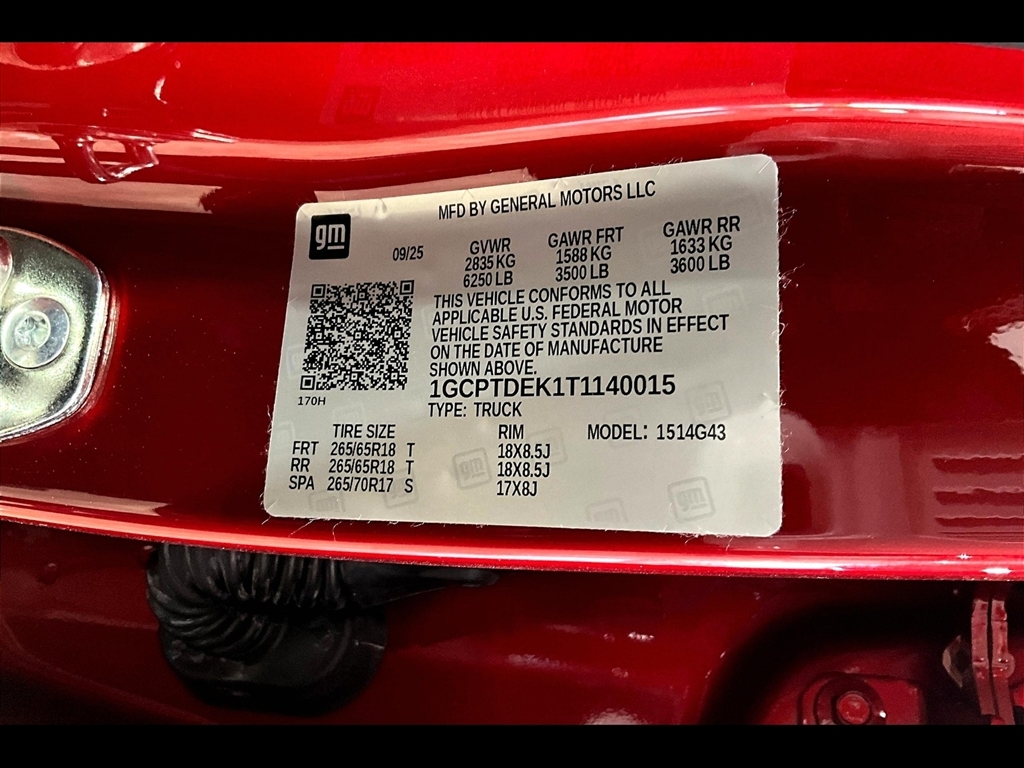 MFD BY GENERAL MOTORS LLC
gm
09/25
GVWR GAWR FRT GAWR RR
2835 KG 1588 KG 1633 KG
6250 LB 3500 LB 3600 LB
THIS VEHICLE CONFORMS TO ALL
APPLICABLE U.S. FEDERAL MOTOR
VEHICLE SAFETY STANDARDS IN EFFECT
ON THE DATE OF MANUFACTURE
SHOWN ABOVE.
1GCPTDEK1T1140015
170H
TYPE: TRUCK
TIRE SIZE RIM MODEL: 1514G43
FRT 265/65R18 T 18X8.5J
RR 265/65R18 T 18X8.5J
SPA 265/70R17 S 17X8J